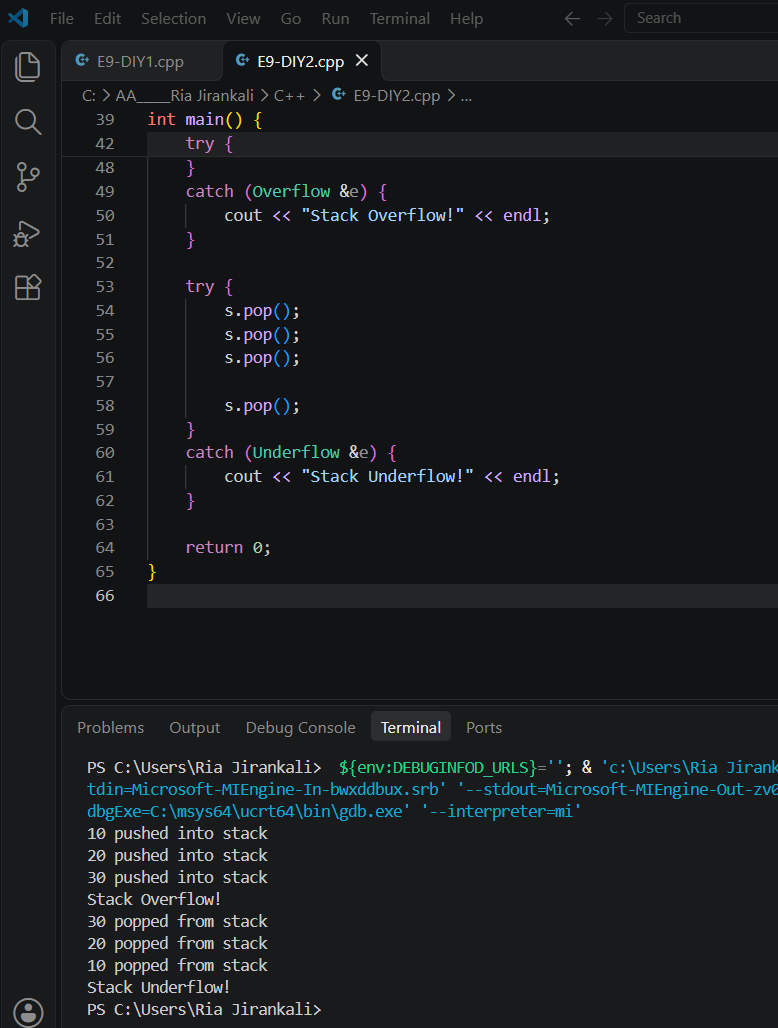 File Edit Selection View Go Run Terminal Help Search
E9-DIY1.cpp E9-DIY2.cpp
C: > AA_____Ria Jirankali > C++ > E9-DIY2.cpp > ...
39 int main() {
42 try {
48 }
49 catch (Overflow &e) {
50 cout << "Stack Overflow!" << endl;
51 }
52
53 try {
54 s.pop();
55 s.pop();
56 s.pop();
57
58 s.pop();
59 }
60 catch (Underflow &e) {
61 cout << "Stack Underflow!" << endl;
62 }
63
64 return 0;
65 }
66
Problems Output Debug Console Terminal Ports
PS C:\Users\Ria Jirankali> ${env:DEBUGINFOD_URLS}=''; & 'c:\Users\Ria Jirank
tdin=Microsoft-MIEngine-In-bwxddbux.srb' '--stdout=Microsoft-MIEngine-Out-zv0
dbgExe=C:\msys64\ucrt64\bin\gdb.exe' '--interpreter=mi'
10 pushed into stack
20 pushed into stack
30 pushed into stack
Stack Overflow!
30 popped from stack
20 popped from stack
10 popped from stack
Stack Underflow!
PS C:\Users\Ria Jirankali>